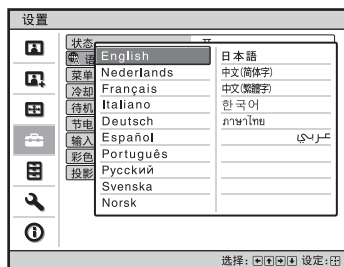 设置
状态 开
语
菜单
冷却
待机
节电
输入
彩色
投影
English
Nederlands
Français
Italiano
Deutsch
Español
Português
Русский
Svenska
Norsk
日本語
中文(简体字)
中文(繁體字)
한국어
ภาษาไทย
عربي
选择: 设定: